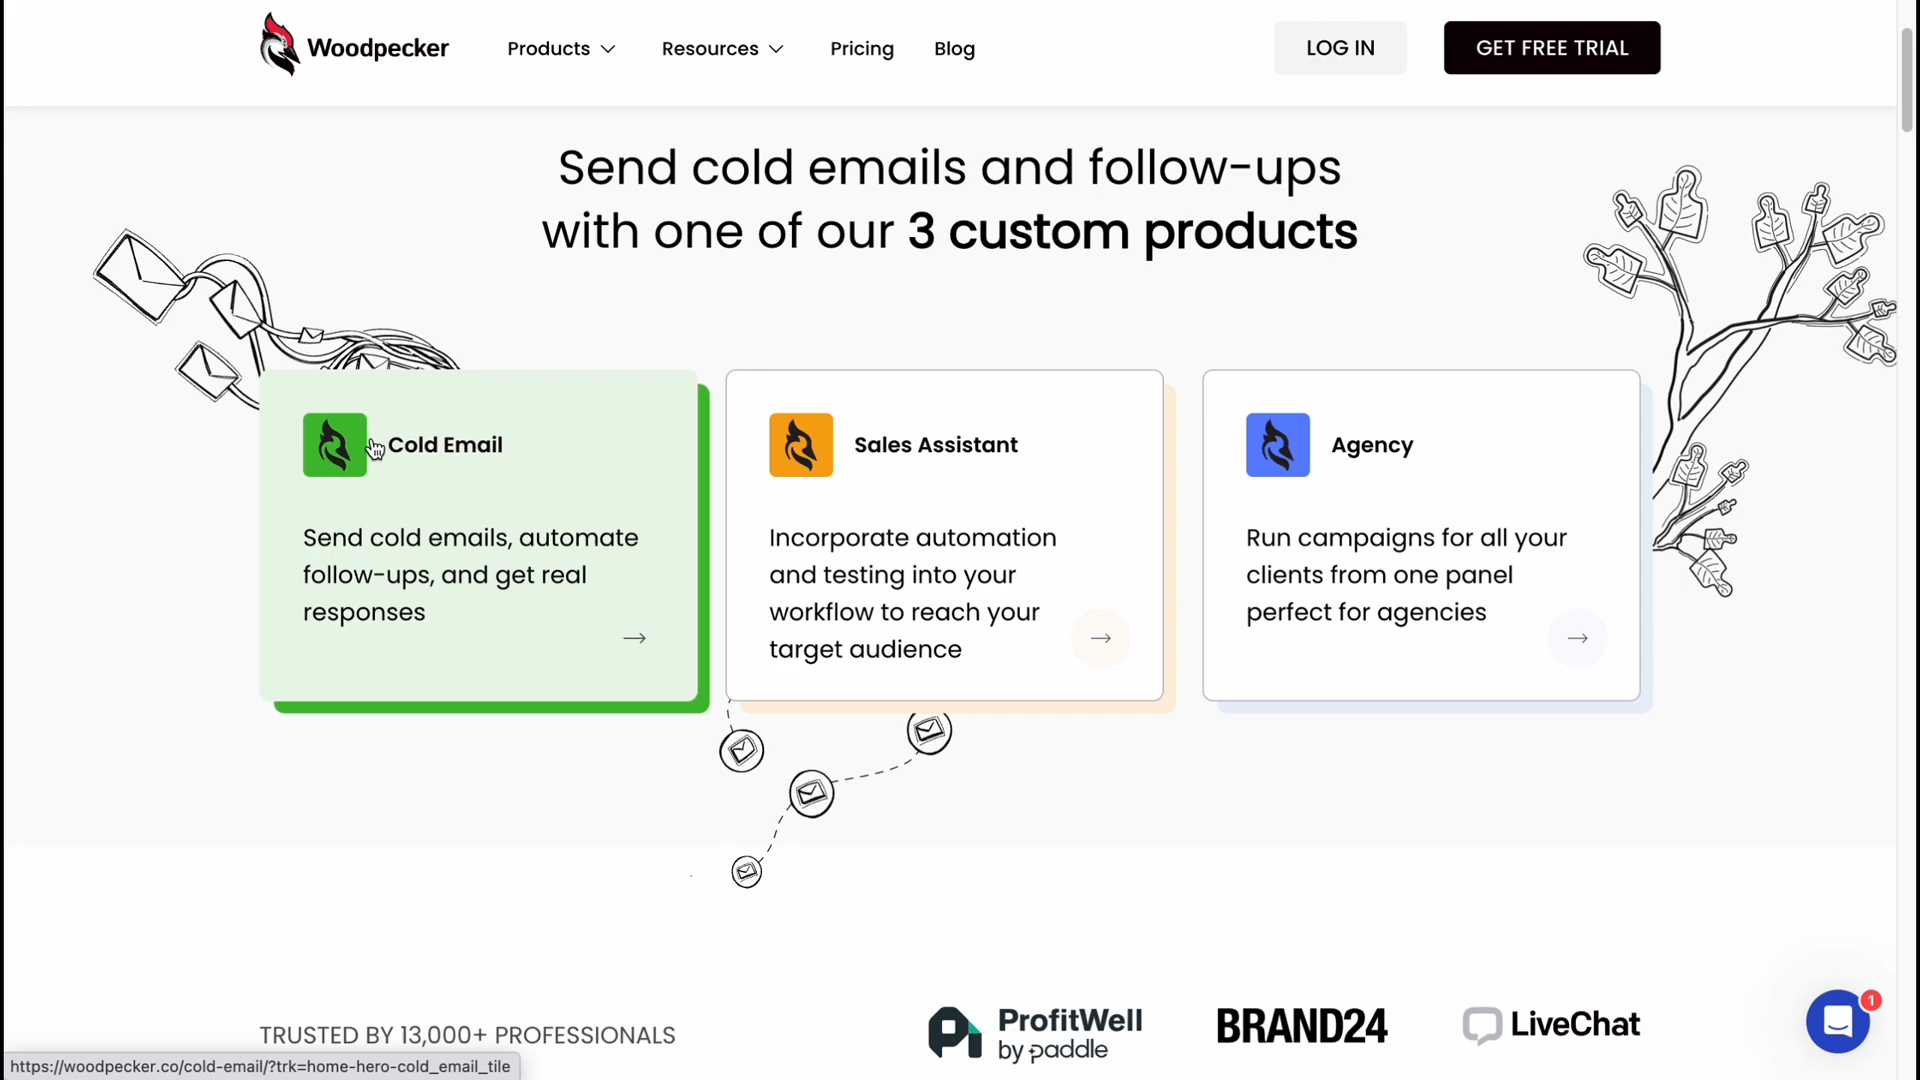 Woodpecker
Products
Resources
Pricing
Blog
LOG IN
GET FREE TRIAL
Send cold emails and follow-ups
with one of our 3 custom products
Cold Email
Send cold emails, automate
follow-ups, and get real
responses
Sales Assistant
Incorporate automation
and testing into your
workflow to reach your
target audience
Agency
Run campaigns for all your
clients from one panel
perfect for agencies
TRUSTED BY 13,000+ PROFESSIONALS
ProfitWell
by paddle
BRAND24
LiveChat
1
https://woodpecker.co/cold-email/?trk=home-hero-cold_email_tile